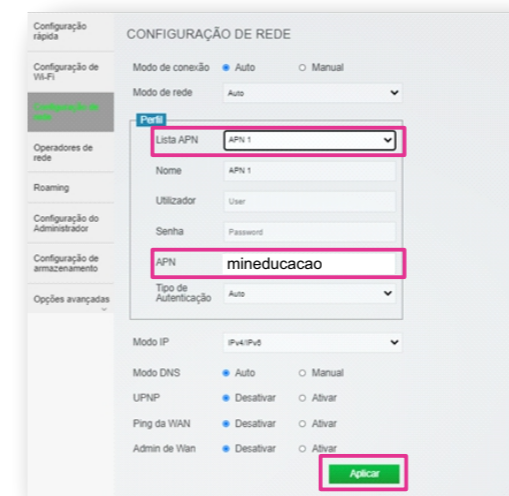 Configuração
rápida
CONFIGURAÇÃO DE REDE
Configuração de
Wi-Fi
Modo de conexão Auto Manual
Modo de rede Auto
Configuração de
rede
Perfil
Lista APN APN 1
Operadores de
rede
Nome APN 1
Roaming
Utilizador User
Configuração do
Administrador
Senha Password
Configuração de
armazenamento
APN mineducacao
Tipo de
Autenticação Auto
Opções avançadas
Modo IP IPv4/IPv6
Modo DNS Auto Manual
UPNP Desativar Ativar
Ping da WAN Desativar Ativar
Admin de Wan Desativar Ativar
Aplicar